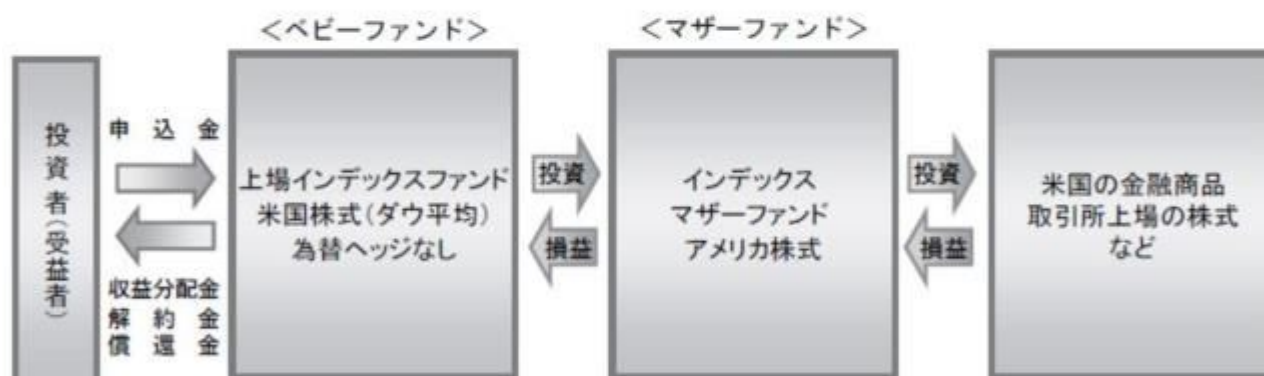 ＜ベビーファンド＞
＜マザーファンド＞
投資者（受益者）
申込金
収益分配金
解約金
償還金
上場インデックスファンド
米国株式（ダウ平均）
為替ヘッジなし
投資
損益
インデックス
マザーファンド
アメリカ株式
投資
損益
米国の金融商品
取引所上場の株式
など